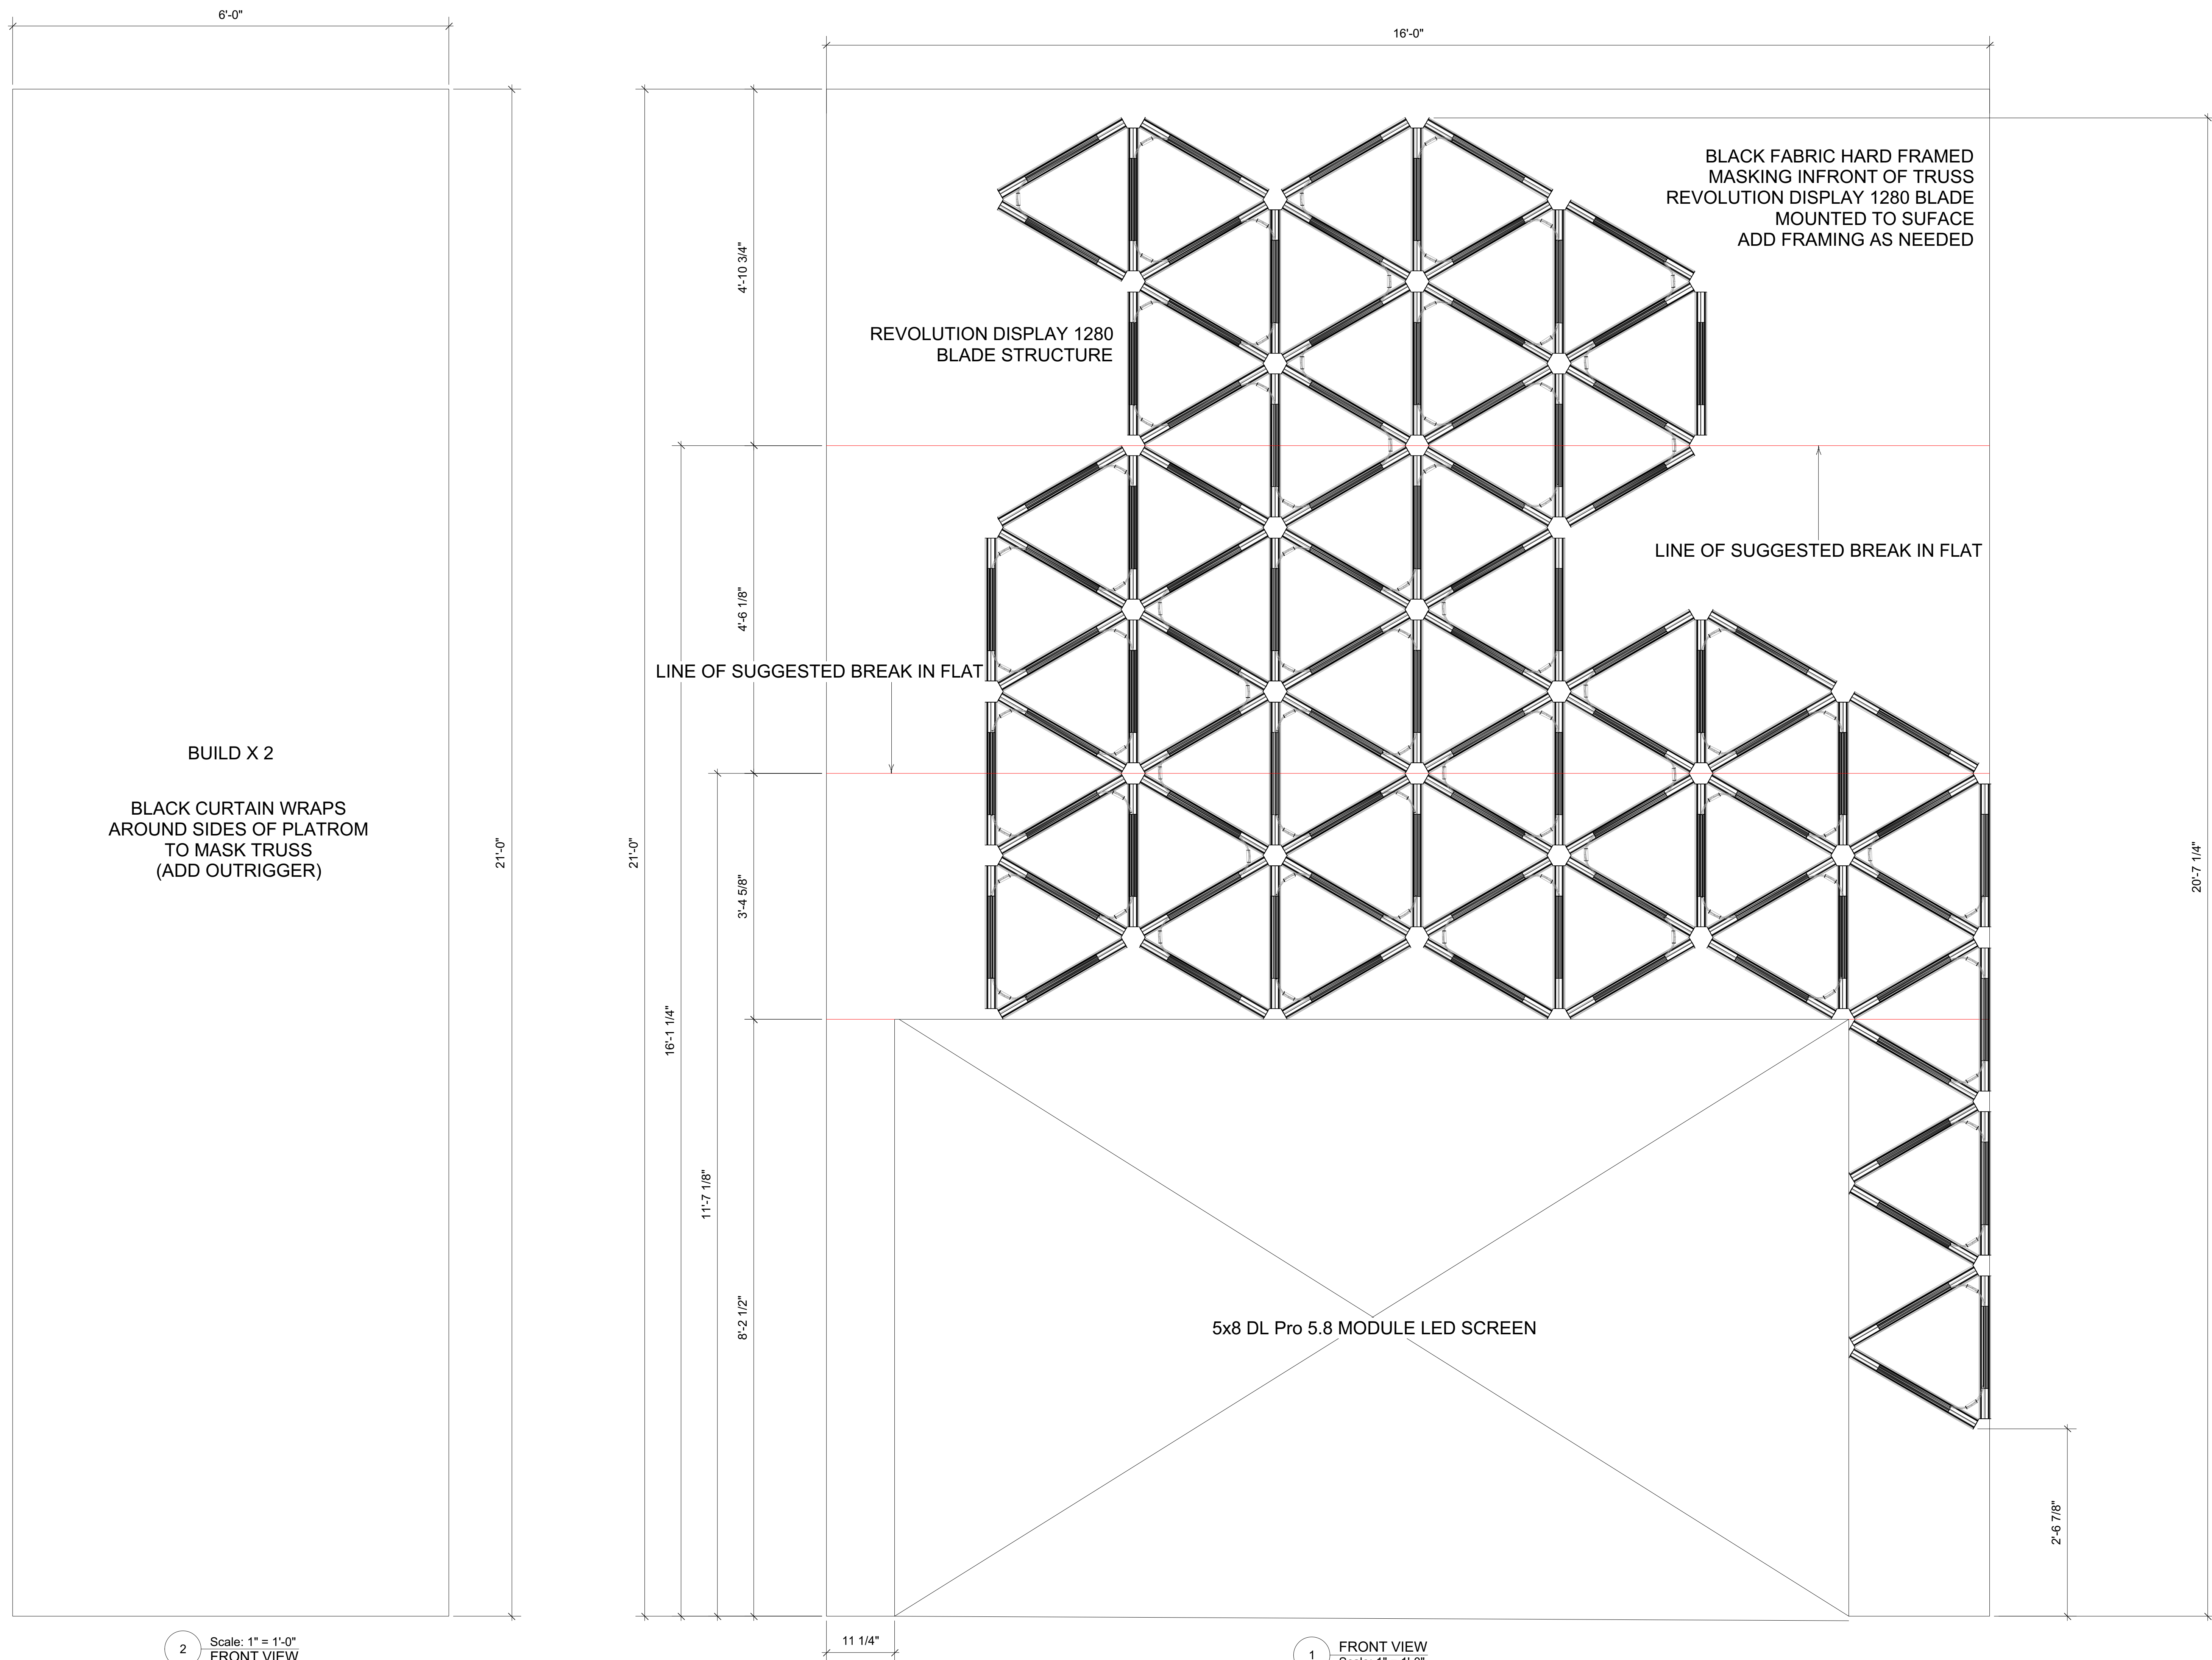 6'-0"
16'-0"
BLACK FABRIC HARD FRAMED
MASKING INFRONT OF TRUSS
REVOLUTION DISPLAY 1280 BLADE
MOUNTED TO SUFACE
ADD FRAMING AS NEEDED
4'-10 3/4"
REVOLUTION DISPLAY 1280
BLADE STRUCTURE
LINE OF SUGGESTED BREAK IN FLAT
4'-6 1/8"
LINE OF SUGGESTED BREAK IN FLAT
BUILD X 2
BLACK CURTAIN WRAPS
AROUND SIDES OF PLATROM
TO MASK TRUSS
(ADD OUTRIGGER)
21'-0"
21'-0"
3'-4 5/8"
20'-7 1/4"
16'-1 1/4"
11'-7 1/8"
8'-2 1/2"
5x8 DL Pro 5.8 MODULE LED SCREEN
2'-6 7/8"
11 1/4"
2
Scale: 1" = 1'-0"
FRONT VIEW
1
FRONT VIEW
Scale: 1" = 1'-0"